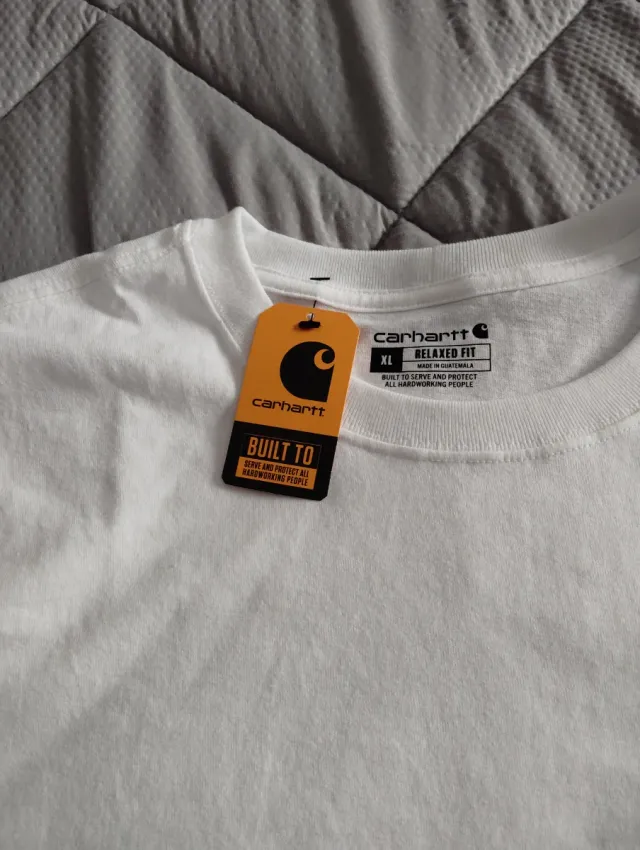 carhartt
XL RELAXED FIT
MADE IN GUATEMALA
BUILT TO SERVE AND PROTECT
ALL HARDWORKING PEOPLE
carhartt
BUILT TO
SERVE AND PROTECT ALL
HARDWORKING PEOPLE